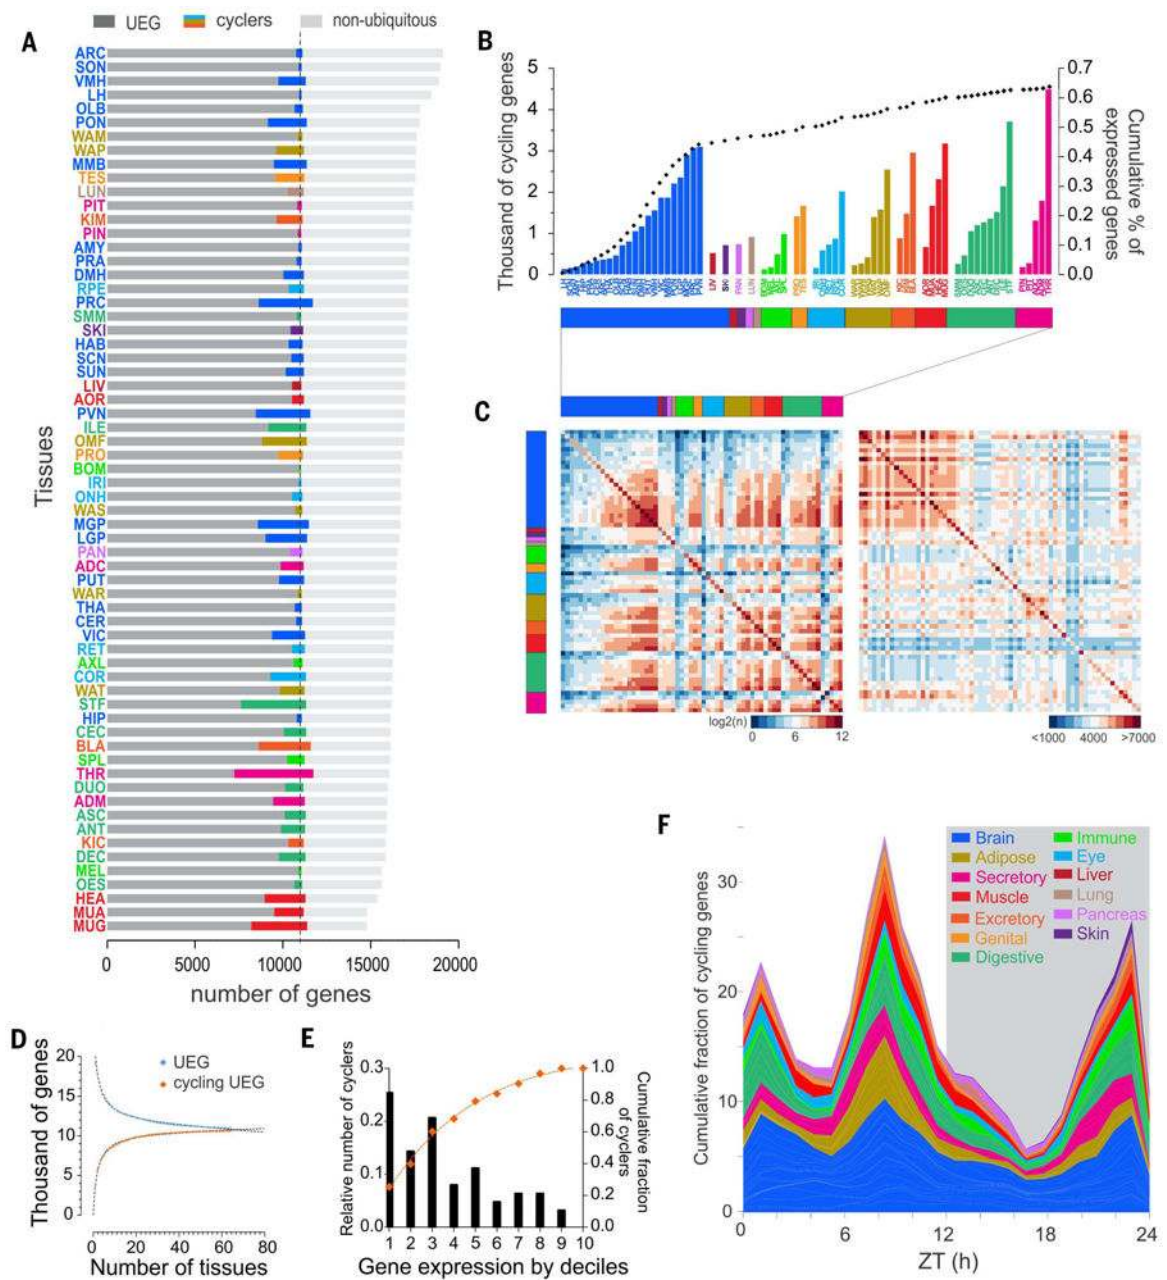 UEG
cyclers
non-ubiquitous
A
Tissues
ARC
SON
VMH
LH
OLB
PON
WAM
WAP
MMB
TES
LUN
PIT
KIM
PIN
AMY
PRA
DMH
RPE
PRC
SMM
SKI
HAB
SCN
SUN
LIV
AOR
PVN
ILE
OMF
PRO
BOM
IRI
ONH
WAS
MGP
LGP
PAN
ADC
PUT
WAR
THA
CER
VIC
RET
AXL
COR
WAT
STF
HIP
CEC
BLA
SPL
THR
DUO
ADM
ASC
ANT
KIC
DEC
MEL
OES
HEA
MUA
MUG
0 5000 10000 15000 20000
number of genes
B
Thousand of cycling genes
5
4
3
2
1
0
0.7
0.6
0.5
0.4
0.3
0.2
0.1
0.0
Cumulative % of
expressed genes
LIV
SKI
PAN
LUN
C
log2(n)
0 6 12
<1000 4000 >7000
D
Thousand of genes
20
15
10
5
0
UEG
cycling UEG
0 20 40 60 80
Number of tissues
E
Relative number of cyclers
0.3
0.2
0.1
0.0
1.0
0.8
0.6
0.4
0.2
0.0
Cumulative fraction
of cyclers
1 2 3 4 5 6 7 8 9 10
Gene expression by deciles
F
Cumulative fraction of cycling genes
30
20
10
0
Brain
Adipose
Secretory
Muscle
Excretory
Genital
Digestive
Immune
Eye
Liver
Lung
Pancreas
Skin
0 6 12 18 24
ZT (h)